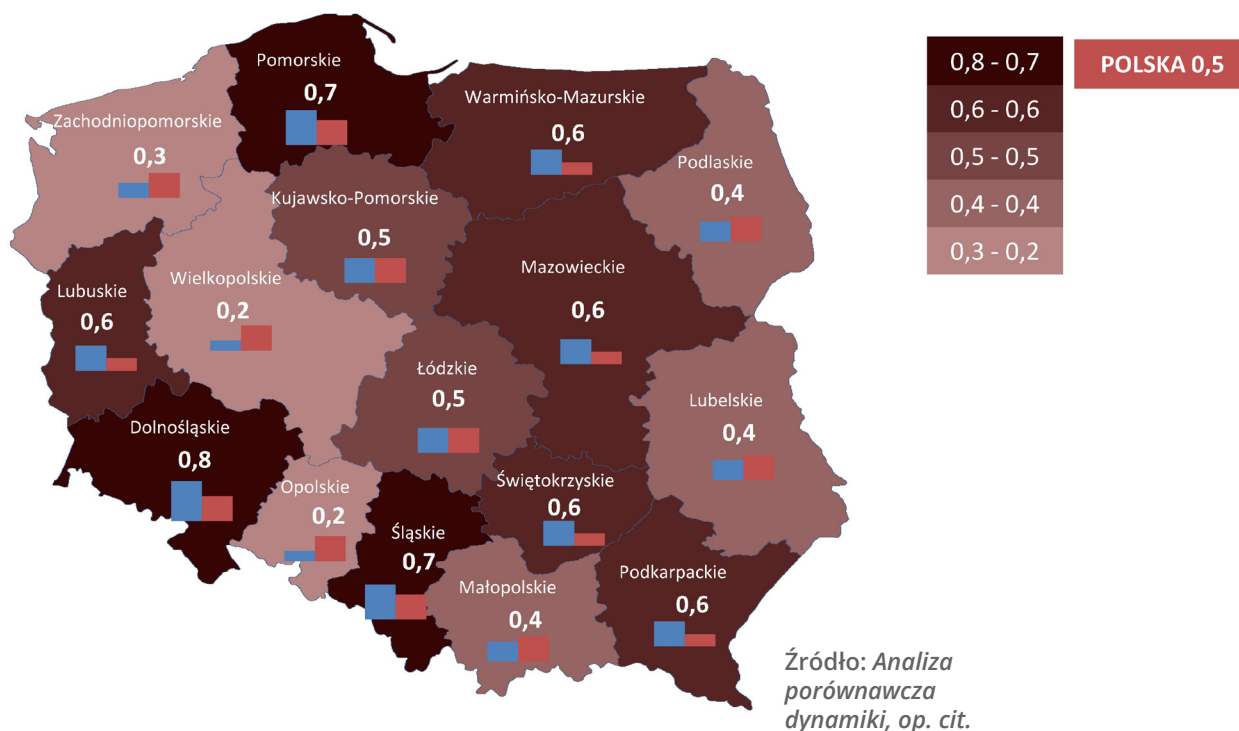 Pomorskie
0,7
Warmińsko-Mazurskie
0,6
Zachodniopomorskie
0,3
Podlaskie
0,4
Kujawsko-Pomorskie
0,5
Mazowieckie
0,6
Wielkopolskie
0,2
Lubuskie
0,6
Łódzkie
0,5
Lubelskie
0,4
Dolnośląskie
0,8
Opolskie
0,2
Świętokrzyskie
0,6
Śląskie
0,7
Małopolskie
0,4
Podkarpackie
0,6
0,8 - 0,7
0,6 - 0,6
0,5 - 0,5
0,4 - 0,4
0,3 - 0,2
POLSKA 0,5
Źródło: Analiza
porównawcza
dynamiki, op. cit.